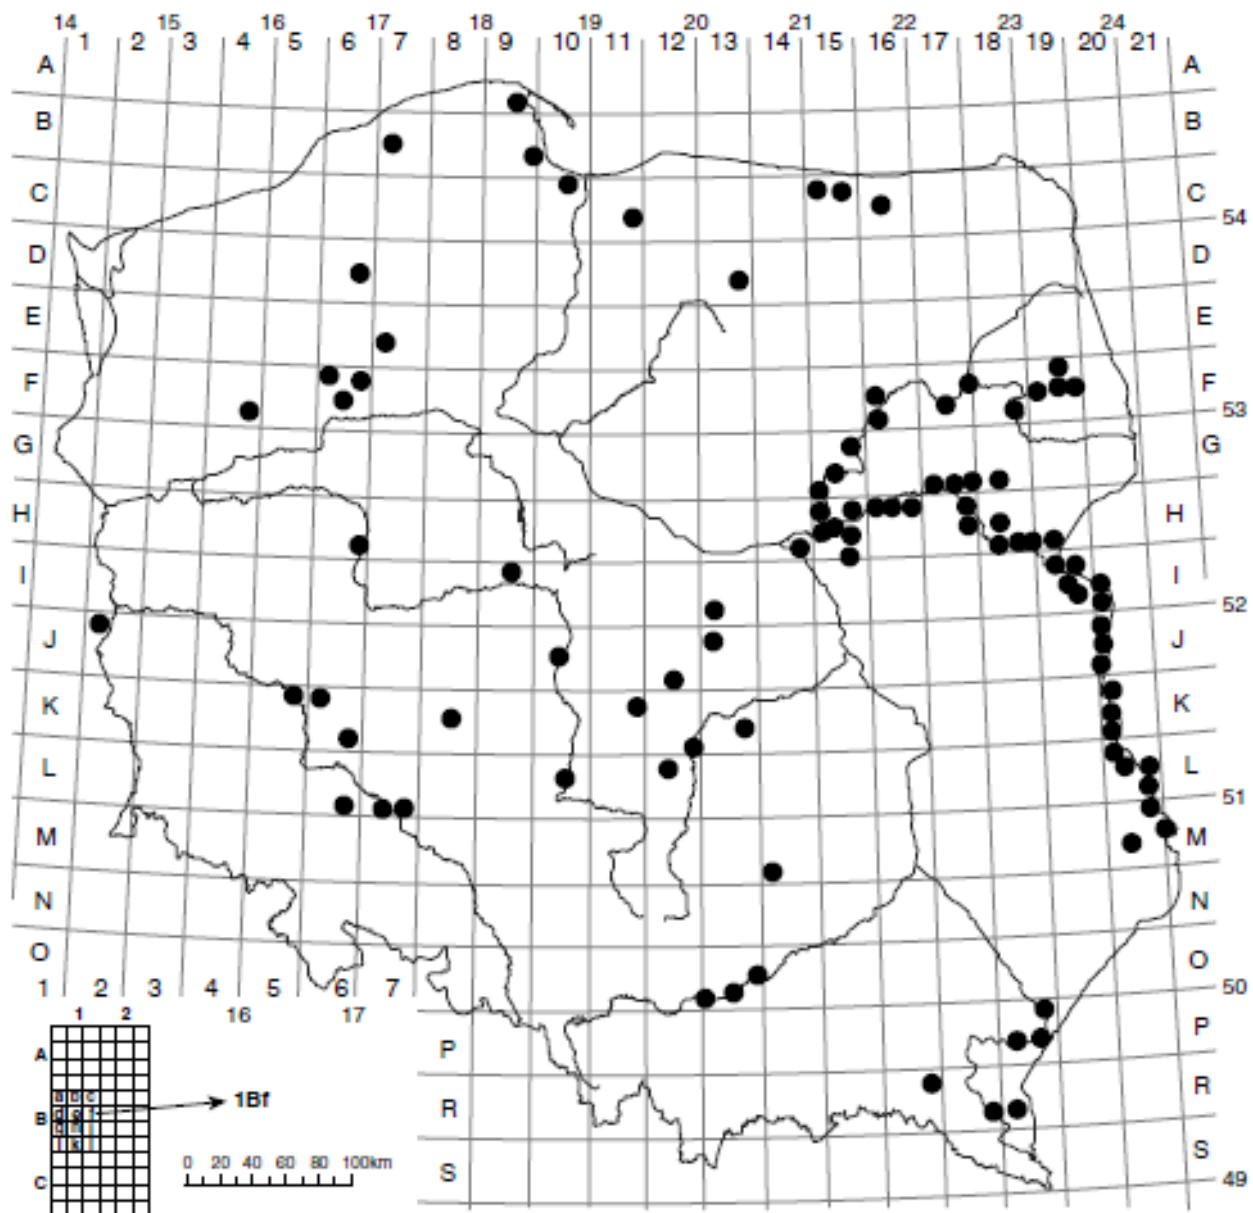 14 15 16 17 18 19 20 21 22 23 24
1 2 3 4 5 6 7 8 9 10 11 12 13 14 15 16 17 18 19 20 21
A A
B B
C C
54
D D
E E
F F
53
G G
H H
I I
52
J J
K K
L L
51
M M
N N
O O
1 2 3 4 5 6 7
50
16 17
1 2
P P
A
R R
a b c
1Bf
B
S S
C
0 20 40 60 80 100km
49